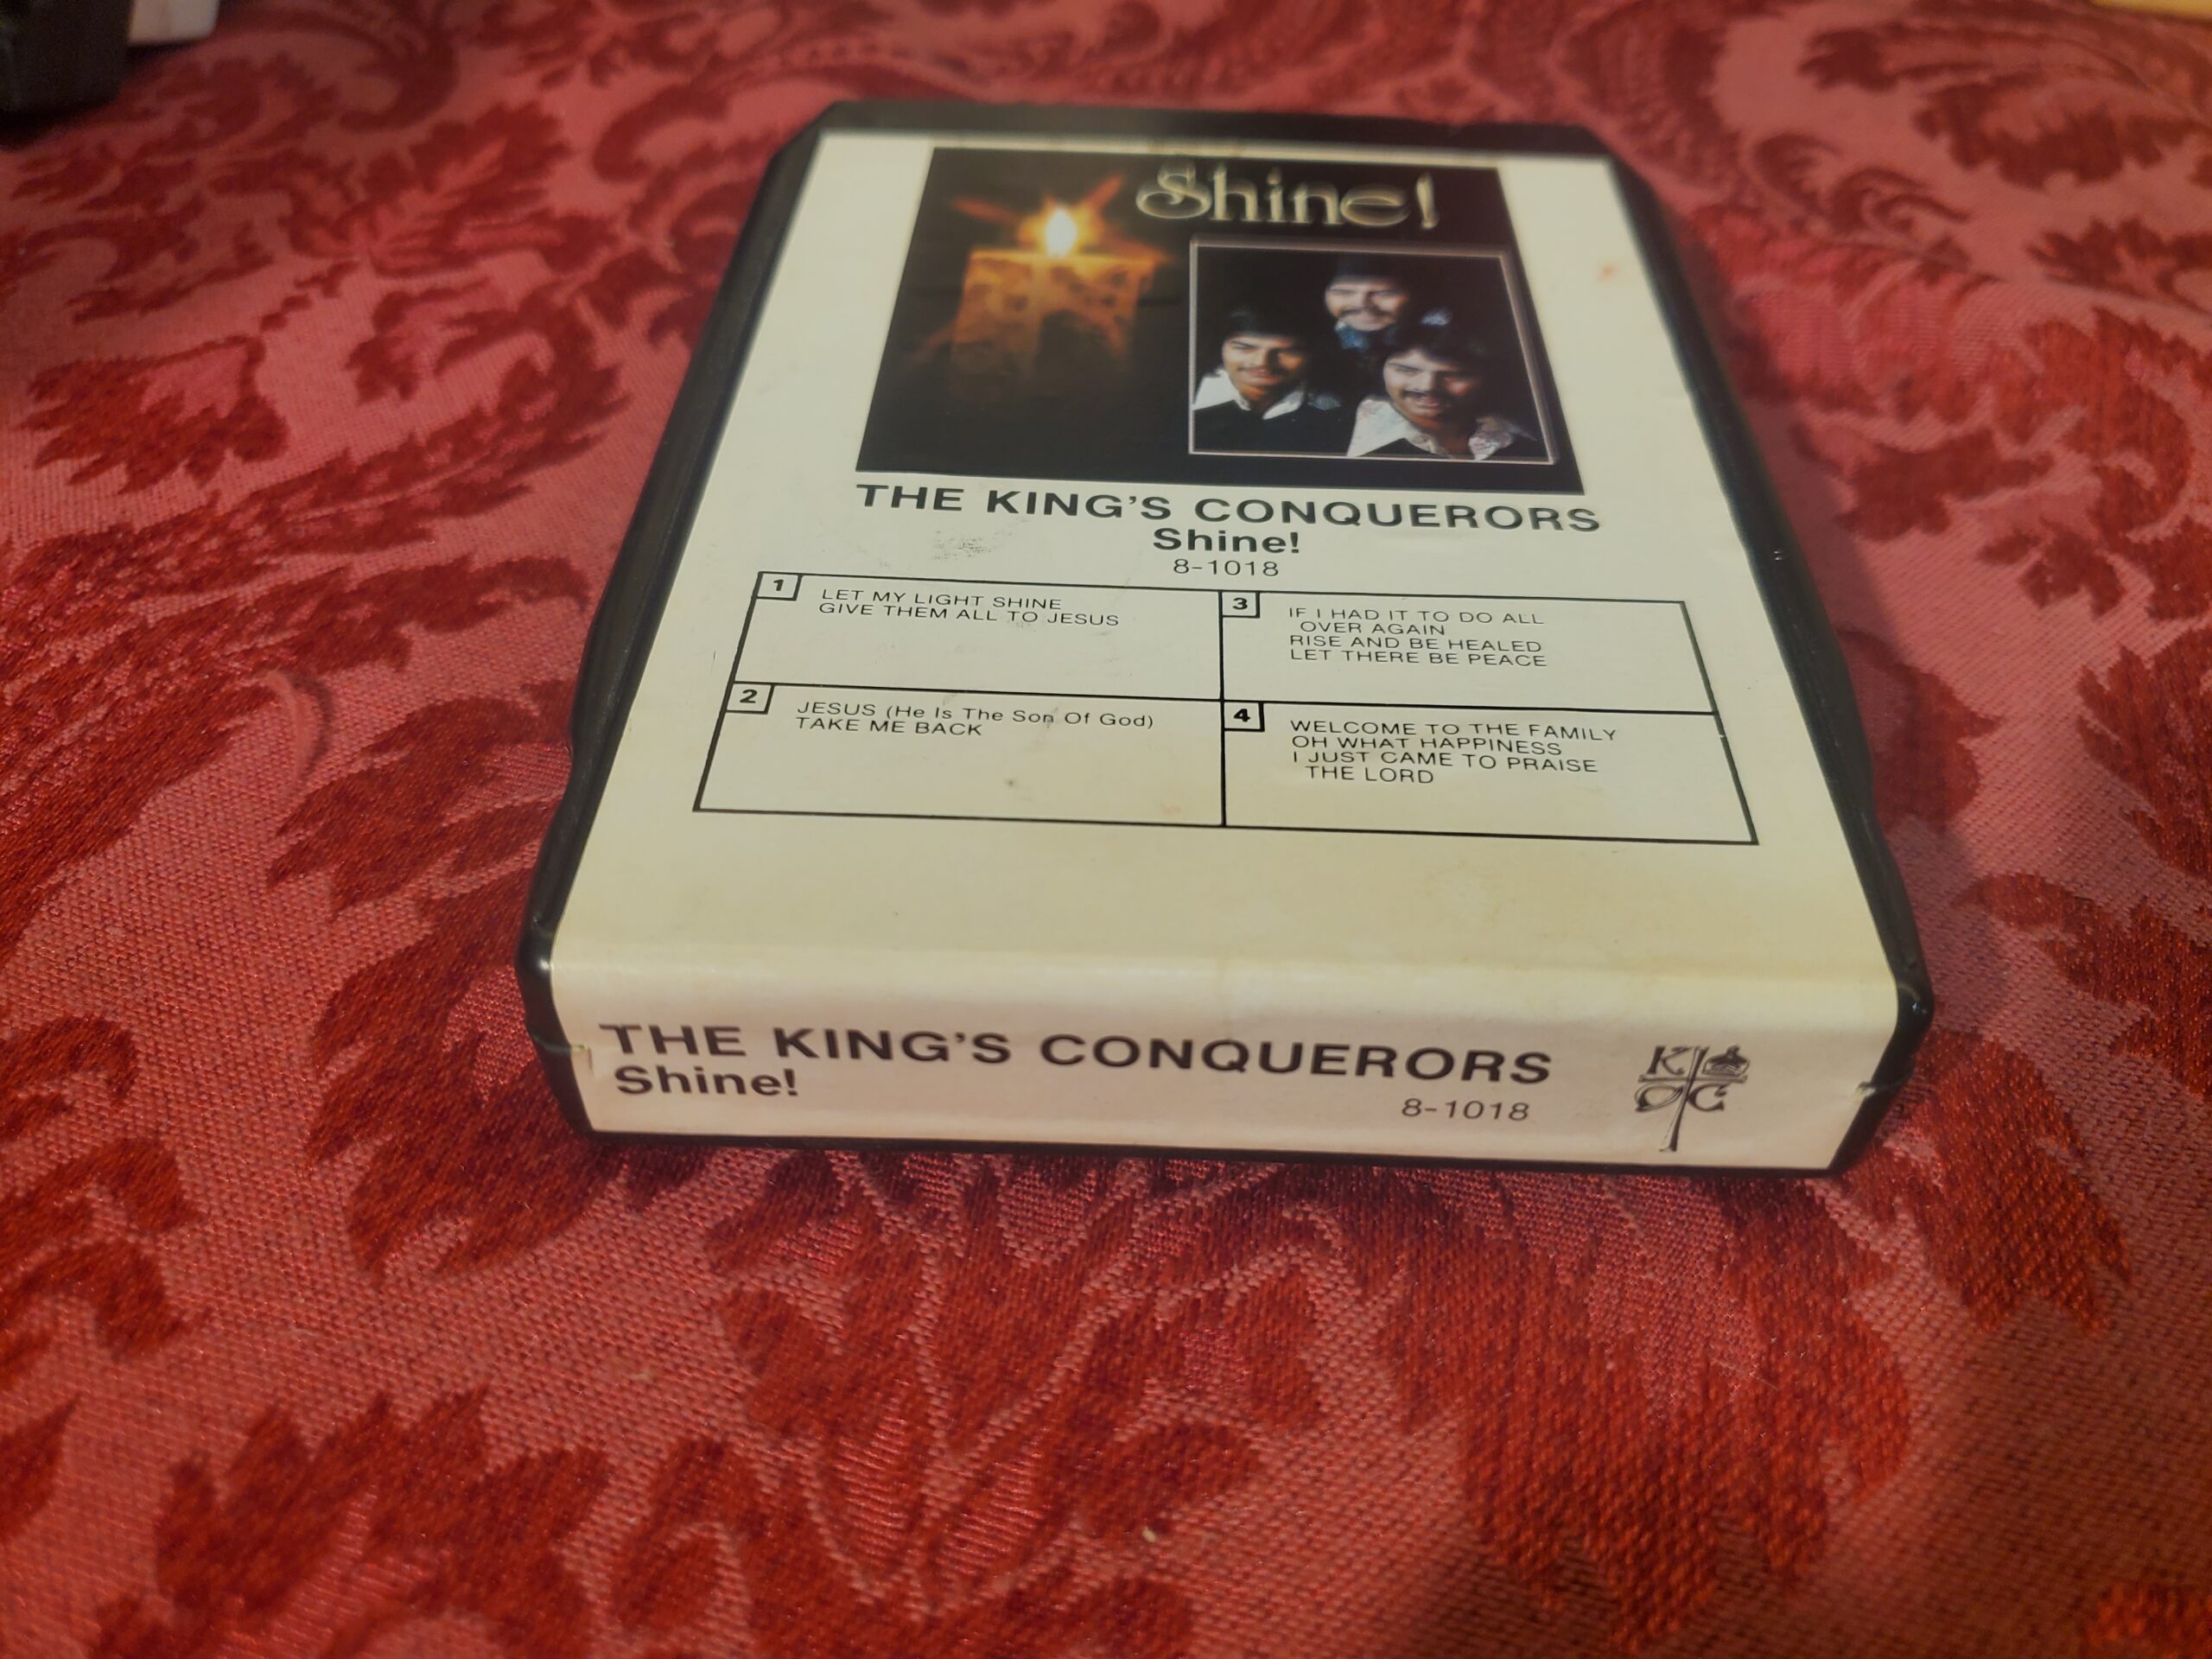 Shine!
THE KING'S CONQUERORS
Shine!
8-1018
1
LET MY LIGHT SHINE
GIVE THEM ALL TO JESUS
2
JESUS (He Is The Son Of God)
TAKE ME BACK
3
IF I HAD IT TO DO ALL
OVER AGAIN
RISE AND BE HEALED
LET THERE BE PEACE
4
WELCOME TO THE FAMILY
OH WHAT HAPPINESS
I JUST CAME TO PRAISE
THE LORD
THE KING'S CONQUERORS
Shine!
8-1018
K
C